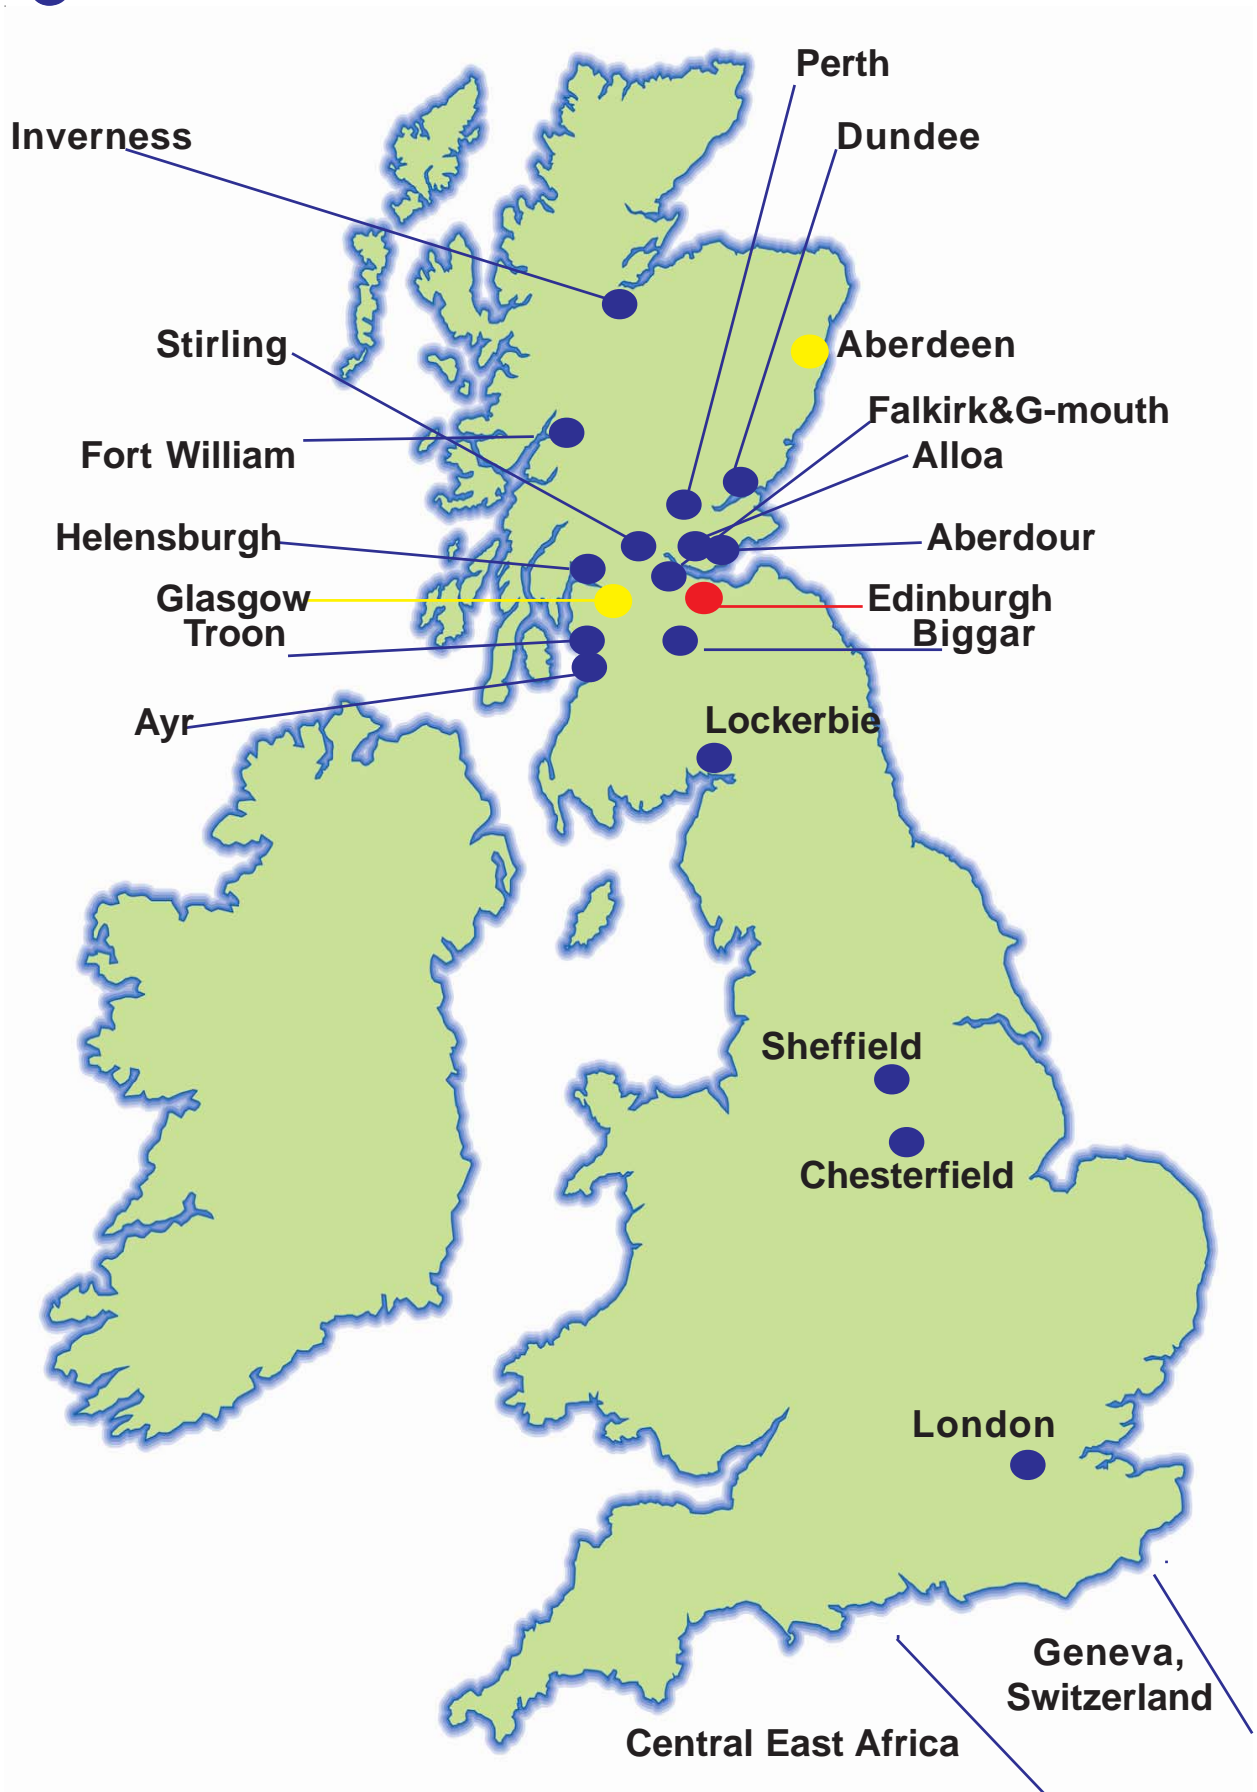 Perth
Inverness
Dundee
Stirling
Aberdeen
Falkirk&G-mouth
Fort William
Alloa
Helensburgh
Aberdour
Glasgow
Edinburgh
Troon
Biggar
Ayr
Lockerbie
Sheffield
Chesterfield
London
Geneva,
Switzerland
Central East Africa